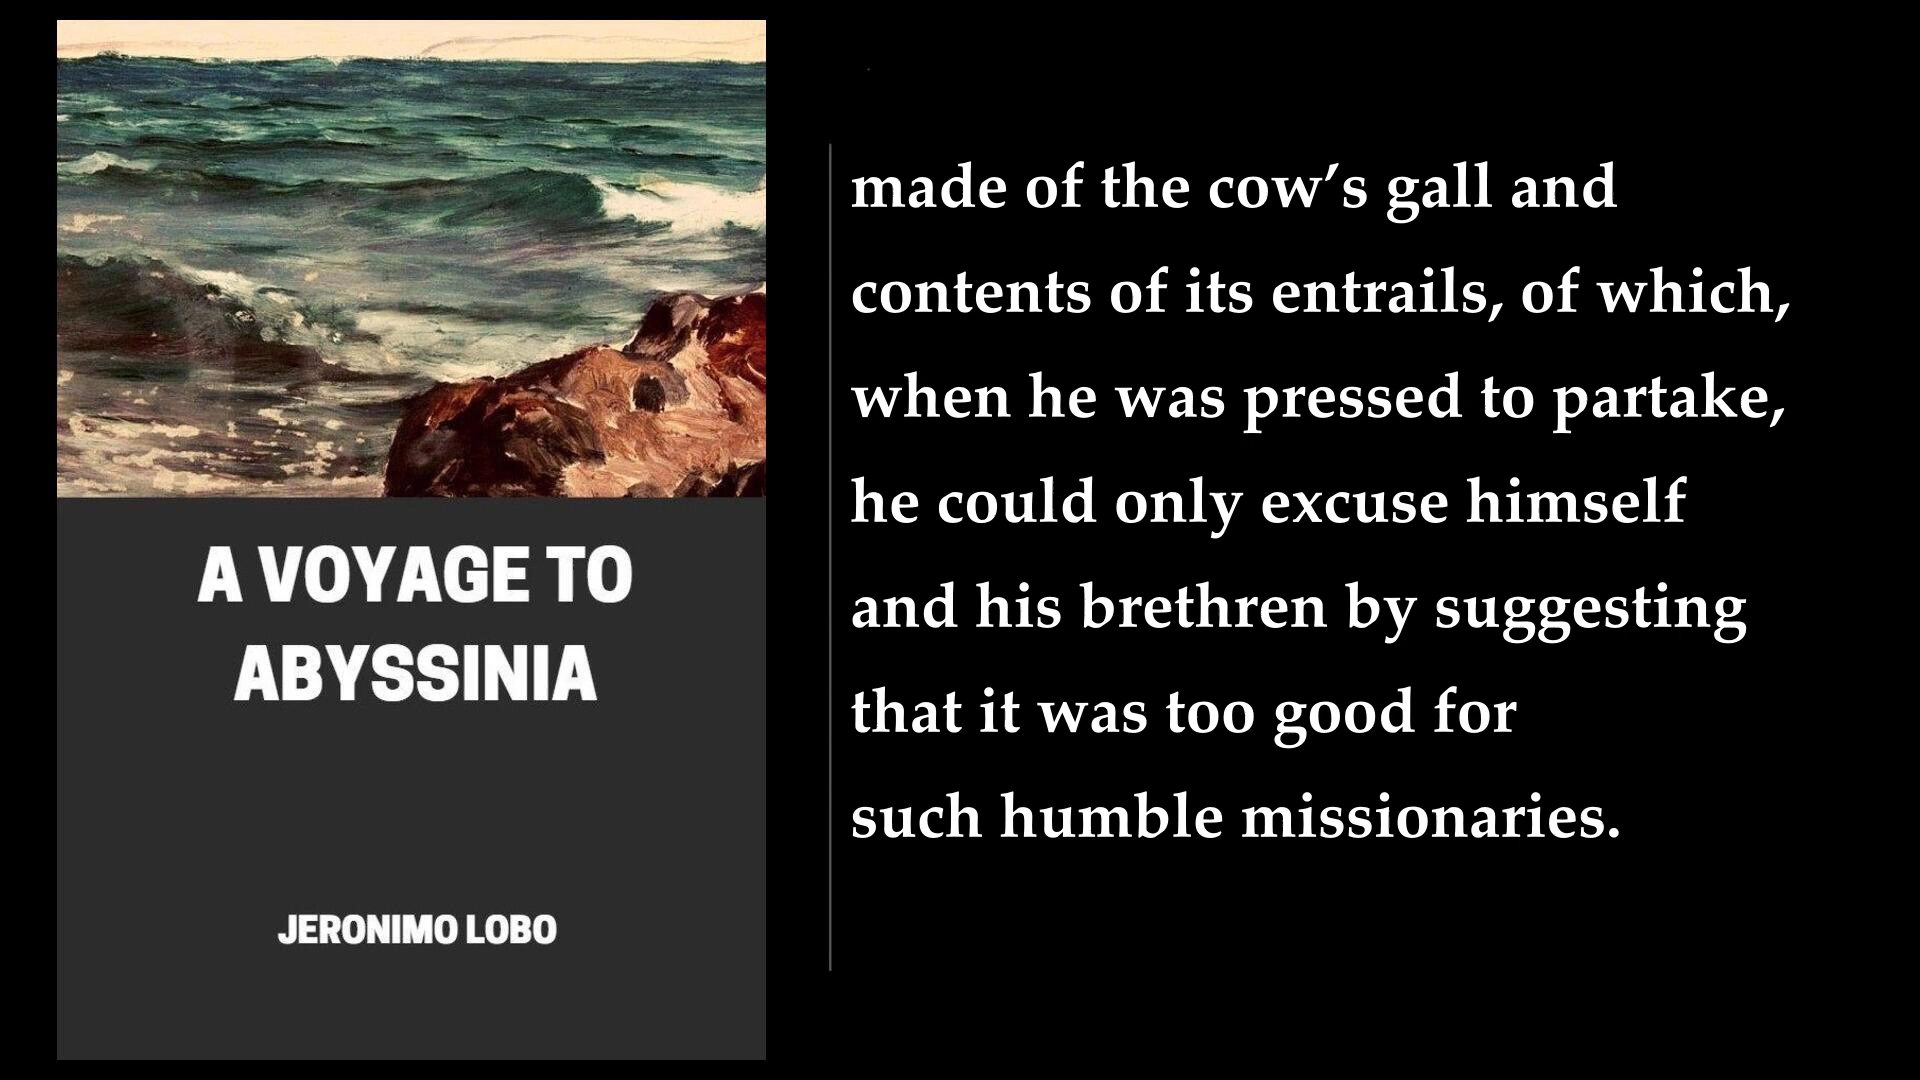 A VOYAGE TO
ABYSSINIA
JERONIMO LOBO
made of the cow’s gall and
contents of its entrails, of which,
when he was pressed to partake,
he could only excuse himself
and his brethren by suggesting
that it was too good for
such humble missionaries.